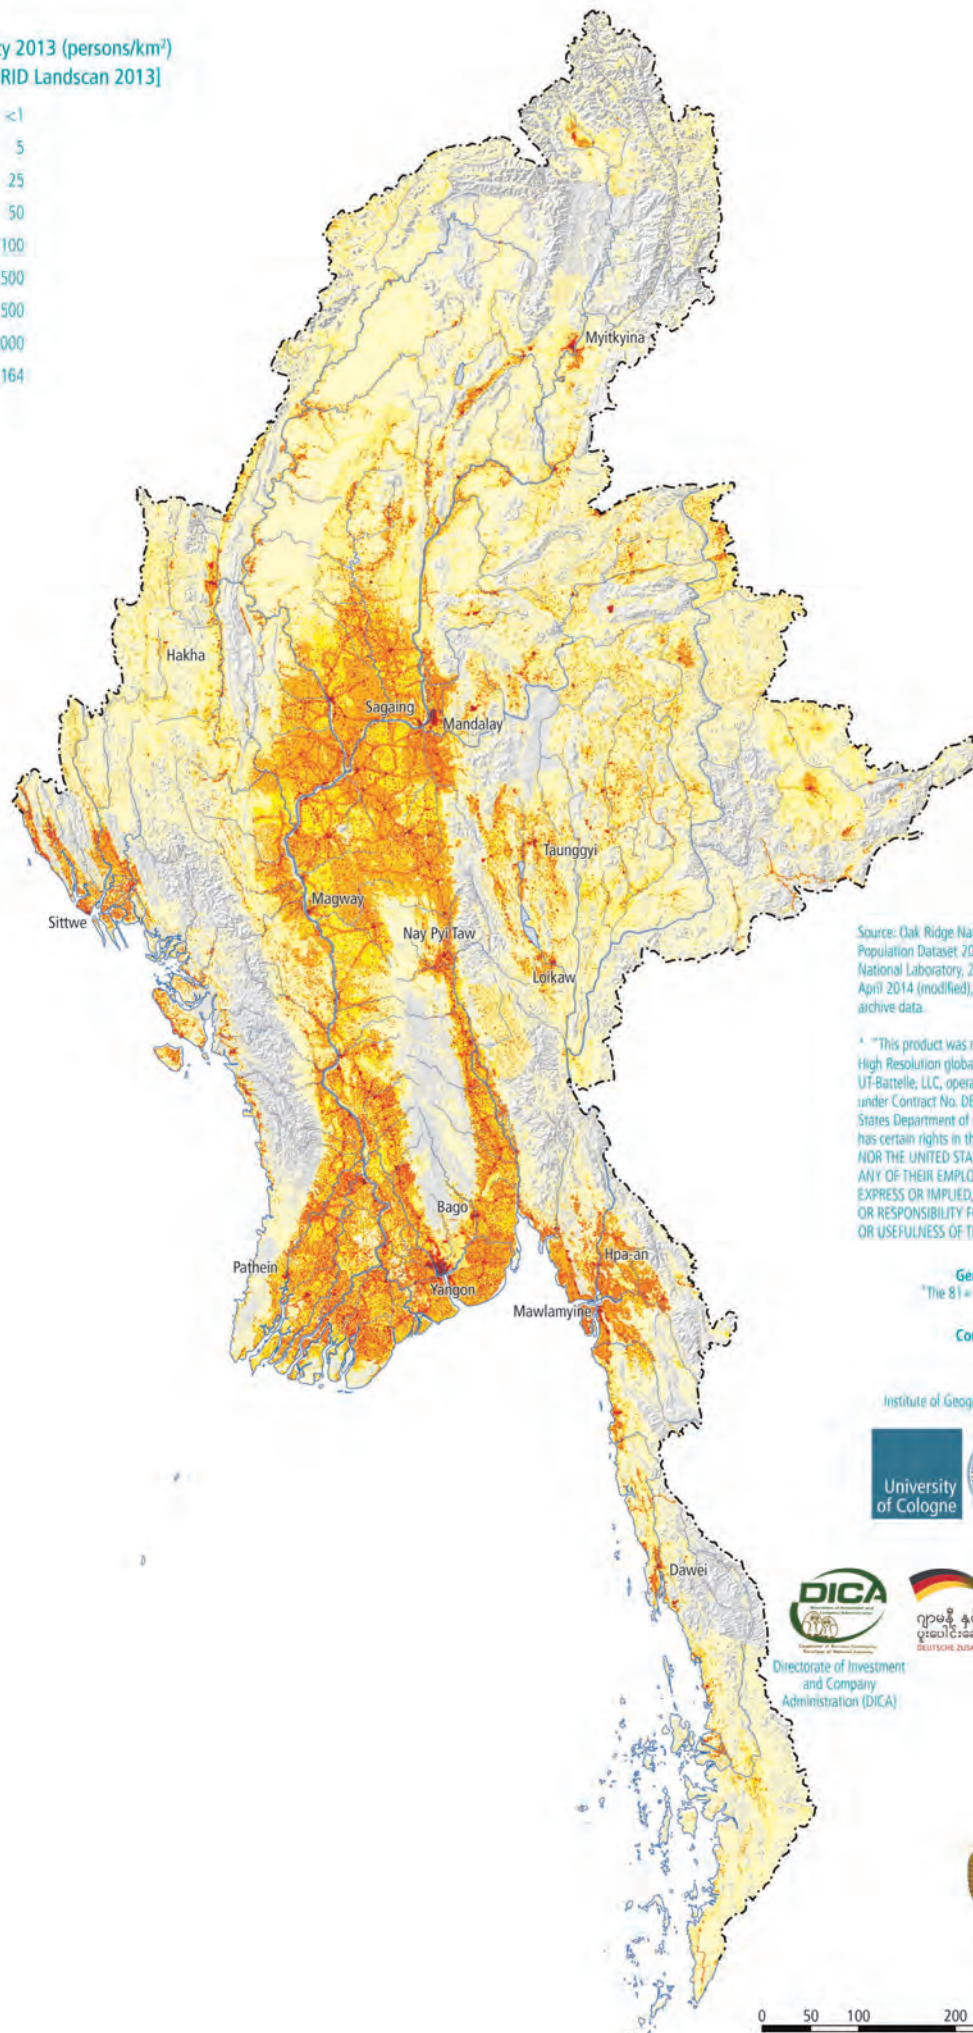 y 2013 (persons/km²)
RID Landscan 2013]
<1
5
25
50
100
500
500
000
164
Myitkyina
Hakha
Sagaing
Mandalay
Taunggyi
Magway
Sittwe
Nay Pyi Taw
Loikaw
Source: Oak Ridge Na
Population Dataset 20
National Laboratory, 2
April 2014 (modified),
archive data.
"This product was
High Resolution globa
UT-Battelle, LLC, opera
under Contract No. DE
States Department of
has certain rights in th
NOR THE UNITED STA
ANY OF THEIR EMPLO
EXPRESS OR IMPLIED,
OR RESPONSIBILITY F
OR USEFULNESS OF T
Bago
Hpa-an
Pathein
Yangon
Mawlamyine
Ge
"The 81
Co
Institute of Geog
University
of Cologne
Dawei
DICA
Directorate of Investment
and Company
Administration (DICA)
DEUTSCHE ZUSA
0 50 100 200